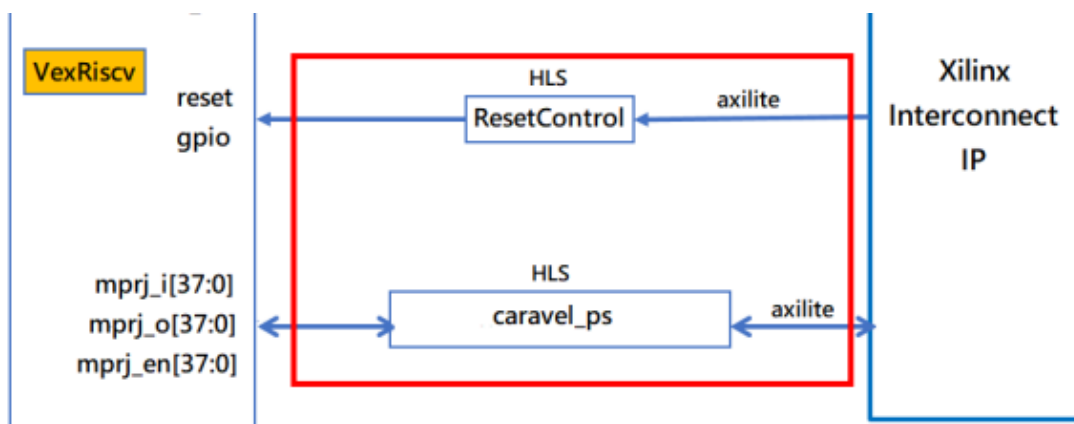 VexRiscv
reset
gpio
HLS
ResetControl
axilite
Xilinx
Interconnect
IP
mprj_i[37:0]
mprj_o[37:0]
mprj_en[37:0]
HLS
caravel_ps
axilite